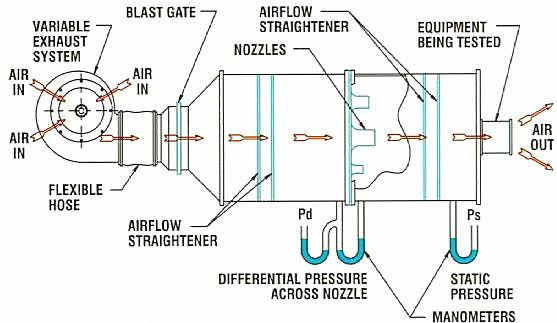 VARIABLE
EXHAUST
SYSTEM
BLAST GATE
AIRFLOW
STRAIGHTENER
NOZZLES
EQUIPMENT
BEING TESTED
AIR
IN
AIR
IN
AIR
IN
AIR
OUT
FLEXIBLE
HOSE
AIRFLOW
STRAIGHTENER
Pd
Ps
DIFFERENTIAL PRESSURE
ACROSS NOZZLE
STATIC
PRESSURE
MANOMETERS